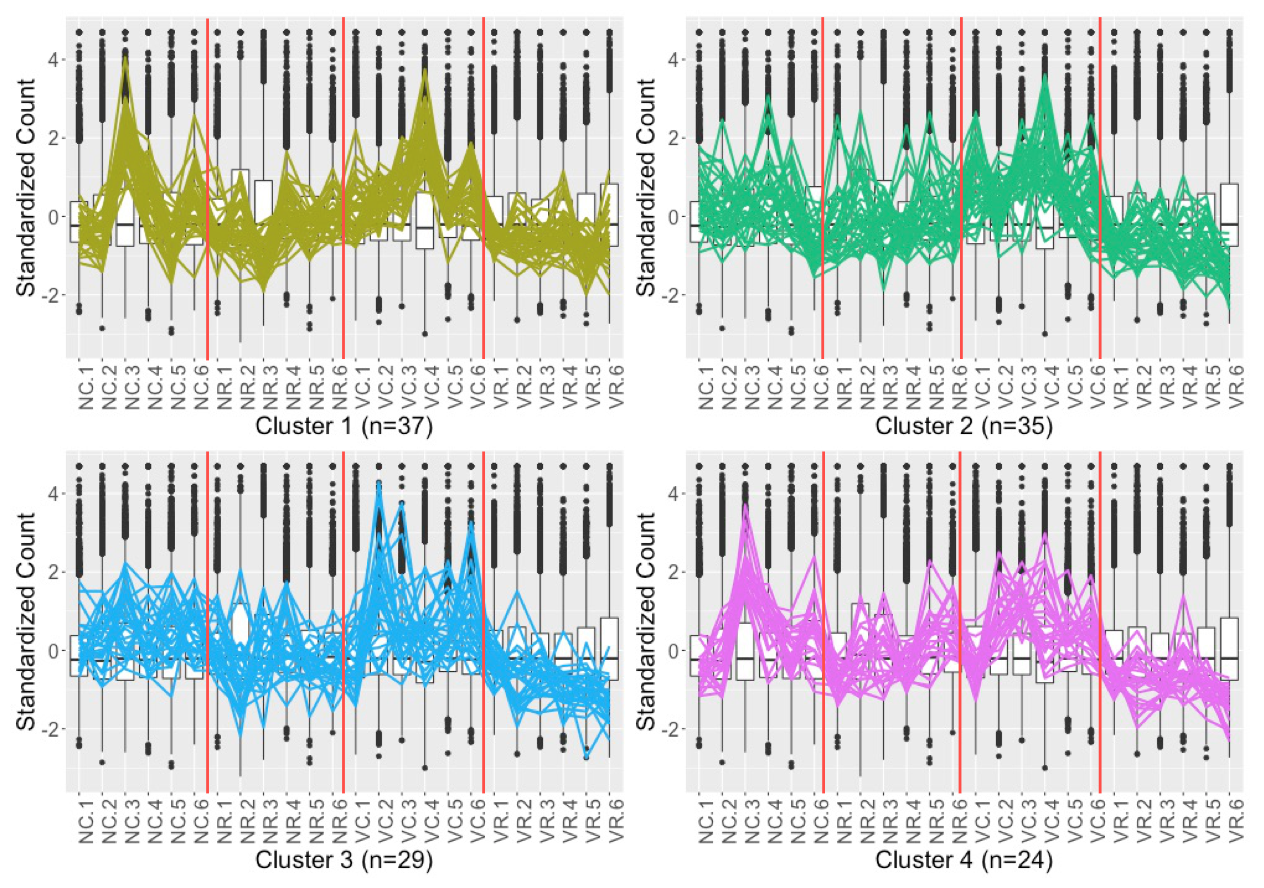 Standardized Count
4
2
0
-2
NC.1 NC.2 NC.3 NC.4 NC.5 NC.6 NR.1 NR.2 NR.3 NR.4 NR.5 NR.6 VC.1 VC.2 VC.3 VC.4 VC.5 VC.6 VR.1 VR.2 VR.3 VR.4 VR.5 VR.6
Cluster 1 (n=37)
Standardized Count
4
2
0
-2
NC.1 NC.2 NC.3 NC.4 NC.5 NC.6 NR.1 NR.2 NR.3 NR.4 NR.5 NR.6 VC.1 VC.2 VC.3 VC.4 VC.5 VC.6 VR.1 VR.2 VR.3 VR.4 VR.5 VR.6
Cluster 2 (n=35)
Standardized Count
4
2
0
-2
NC.1 NC.2 NC.3 NC.4 NC.5 NC.6 NR.1 NR.2 NR.3 NR.4 NR.5 NR.6 VC.1 VC.2 VC.3 VC.4 VC.5 VC.6 VR.1 VR.2 VR.3 VR.4 VR.5 VR.6
Cluster 3 (n=29)
Standardized Count
4
2
0
-2
NC.1 NC.2 NC.3 NC.4 NC.5 NC.6 NR.1 NR.2 NR.3 NR.4 NR.5 NR.6 VC.1 VC.2 VC.3 VC.4 VC.5 VC.6 VR.1 VR.2 VR.3 VR.4 VR.5 VR.6
Cluster 4 (n=24)